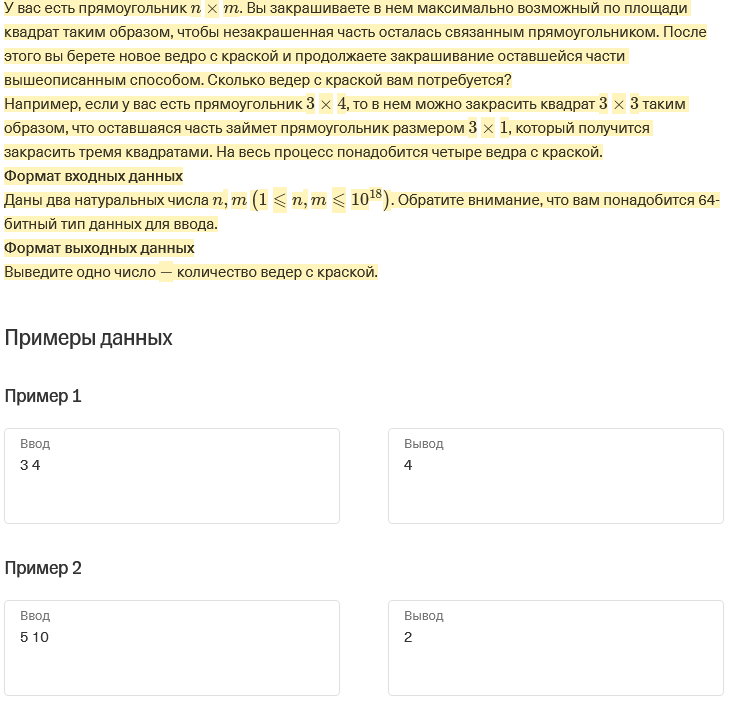 У вас есть прямоугольник n × m. Вы закрашиваете в нем максимально возможный по площади
квадрат таким образом, чтобы незакрашенная часть осталась связанным прямоугольником. После
этого вы берете новое ведро с краской и продолжаете закрашивание оставшейся части
вышеописанным способом. Сколько ведер с краской вам потребуется?
Например, если у вас есть прямоугольник 3 × 4, то в нем можно закрасить квадрат 3 × 3 таким
образом, что оставшаяся часть займет прямоугольник размером 3 × 1, который получится
закрасить тремя квадратами. На весь процесс понадобится четыре ведра с краской.
Формат входных данных
Даны два натуральных числа n, m (1 ⩽ n, m ⩽ 10^18). Обратите внимание, что вам понадобится 64-
битный тип данных для ввода.
Формат выходных данных
Выведите одно число — количество ведер с краской.
Примеры данных
Пример 1
Ввод
3 4
Вывод
4
Пример 2
Ввод
5 10
Вывод
2